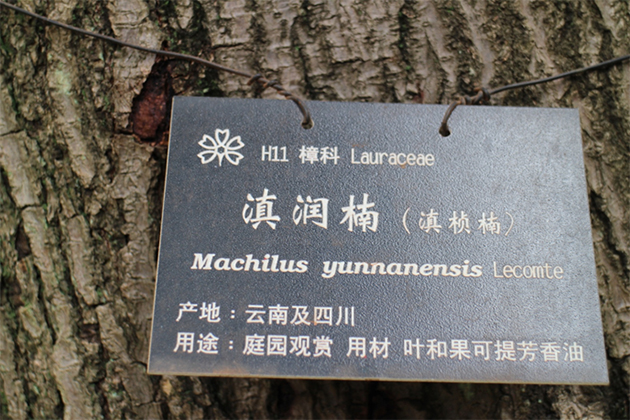 H11 樟科 Lauraceae
滇润楠（滇桢楠）
Machilus yunnanensis Lecomte
产地：云南及四川
用途：庭园观赏 用材 叶和果可提芳香油